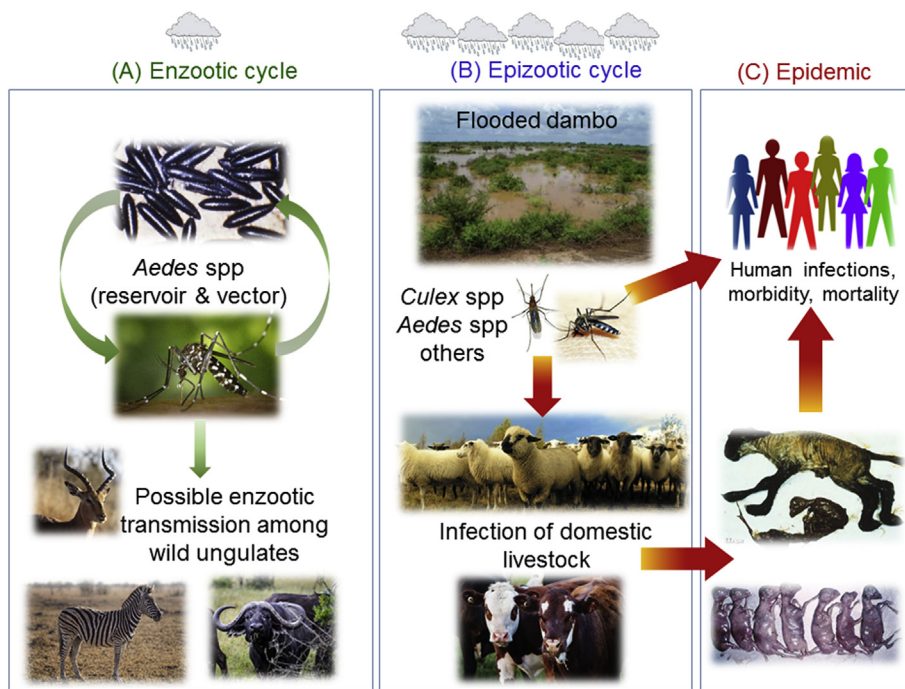 (A) Enzootic cycle
Aedes spp
(reservoir & vector)
Possible enzootic
transmission among
wild ungulates
(B) Epizootic cycle
Flooded dambo
Culex spp
Aedes spp
others
Infection of domestic
livestock
(C) Epidemic
Human infections,
morbidity, mortality